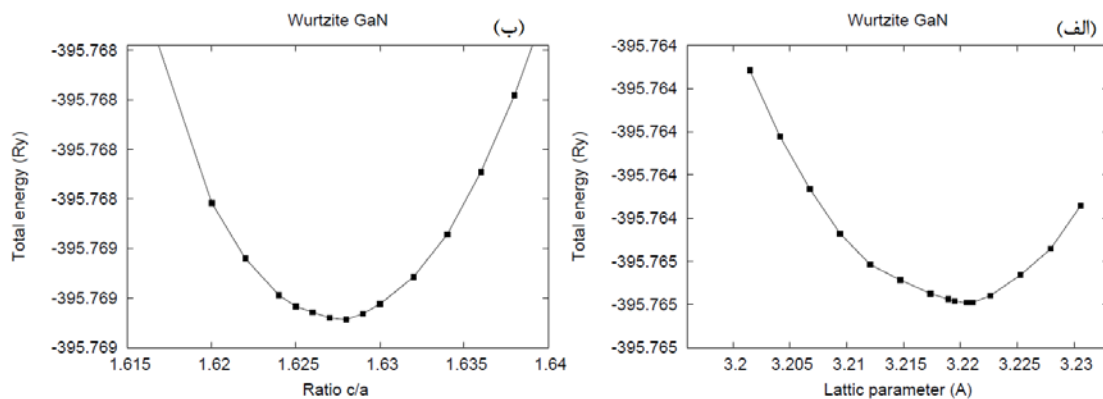 Wurtzite GaN
(ب)
-395.768
-395.768
-395.768
-395.768
-395.769
-395.769
-395.769
Total energy (Ry)
1.615 1.62 1.625 1.63 1.635 1.64
Ratio c/a
Wurtzite GaN
(الف)
-395.764
-395.764
-395.764
-395.764
-395.764
-395.765
-395.765
-395.765
Total energy (Ry)
3.2 3.205 3.21 3.215 3.22 3.225 3.23
Lattic parameter (A)